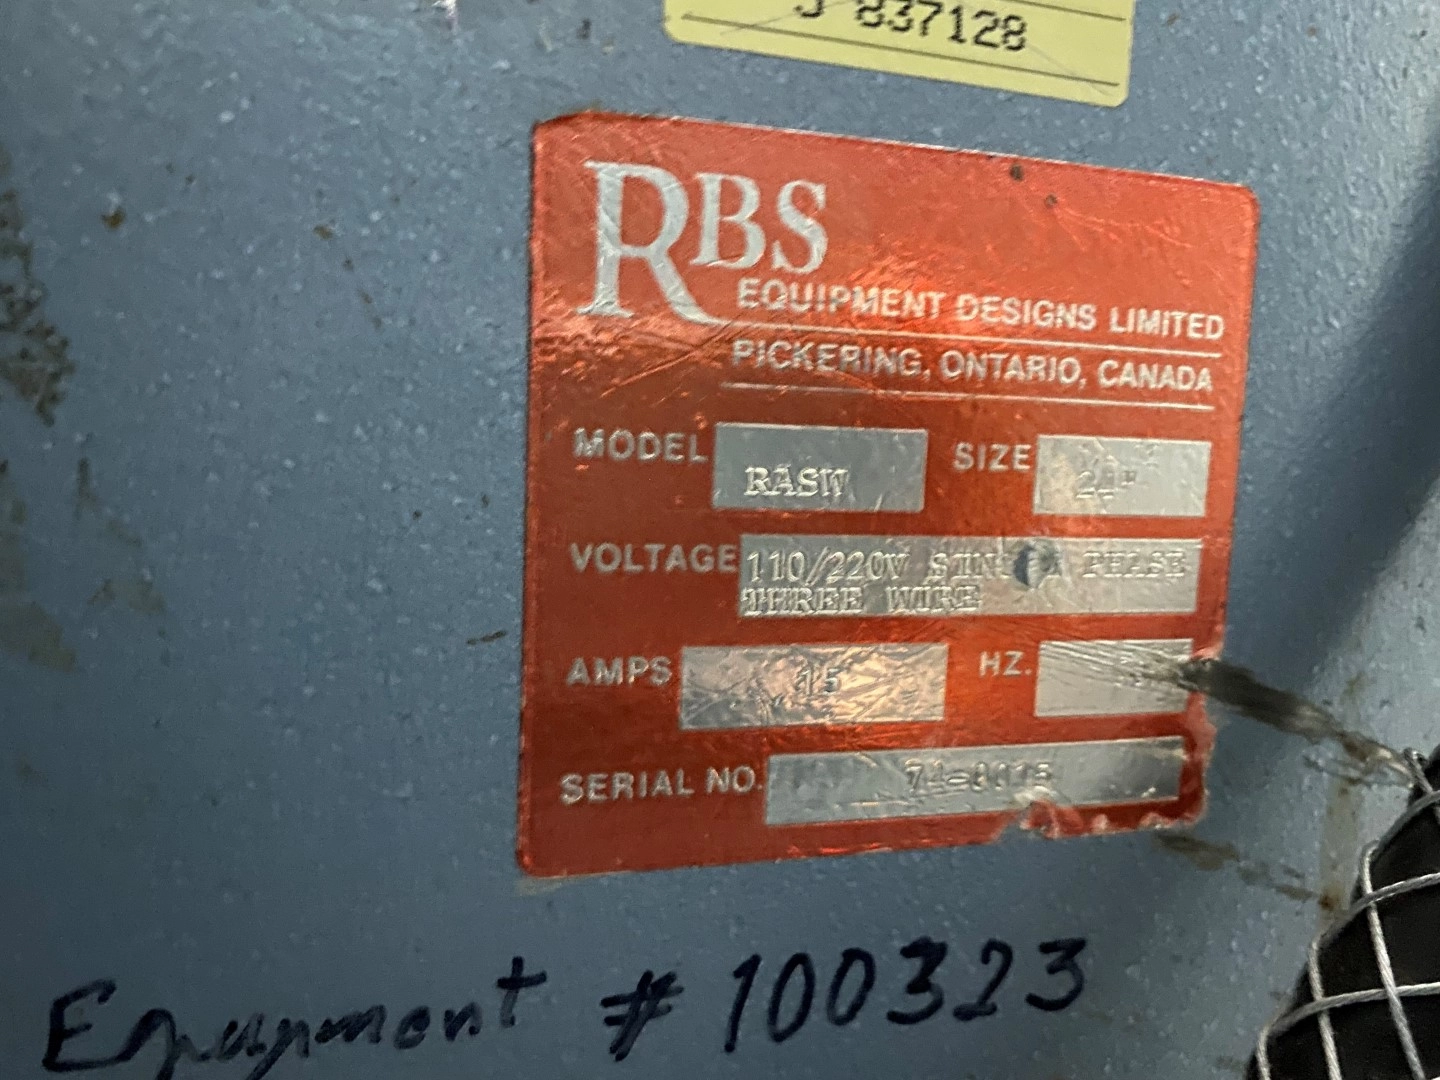 837128
RBS
EQUIPMENT DESIGNS LIMITED
PICKERING, ONTARIO, CANADA
MODEL RASW SIZE 24"
VOLTAGE 110/220V PHASE
THREE WIRE
AMPS 15 HZ.
SERIAL NO.
Equipment # 100323